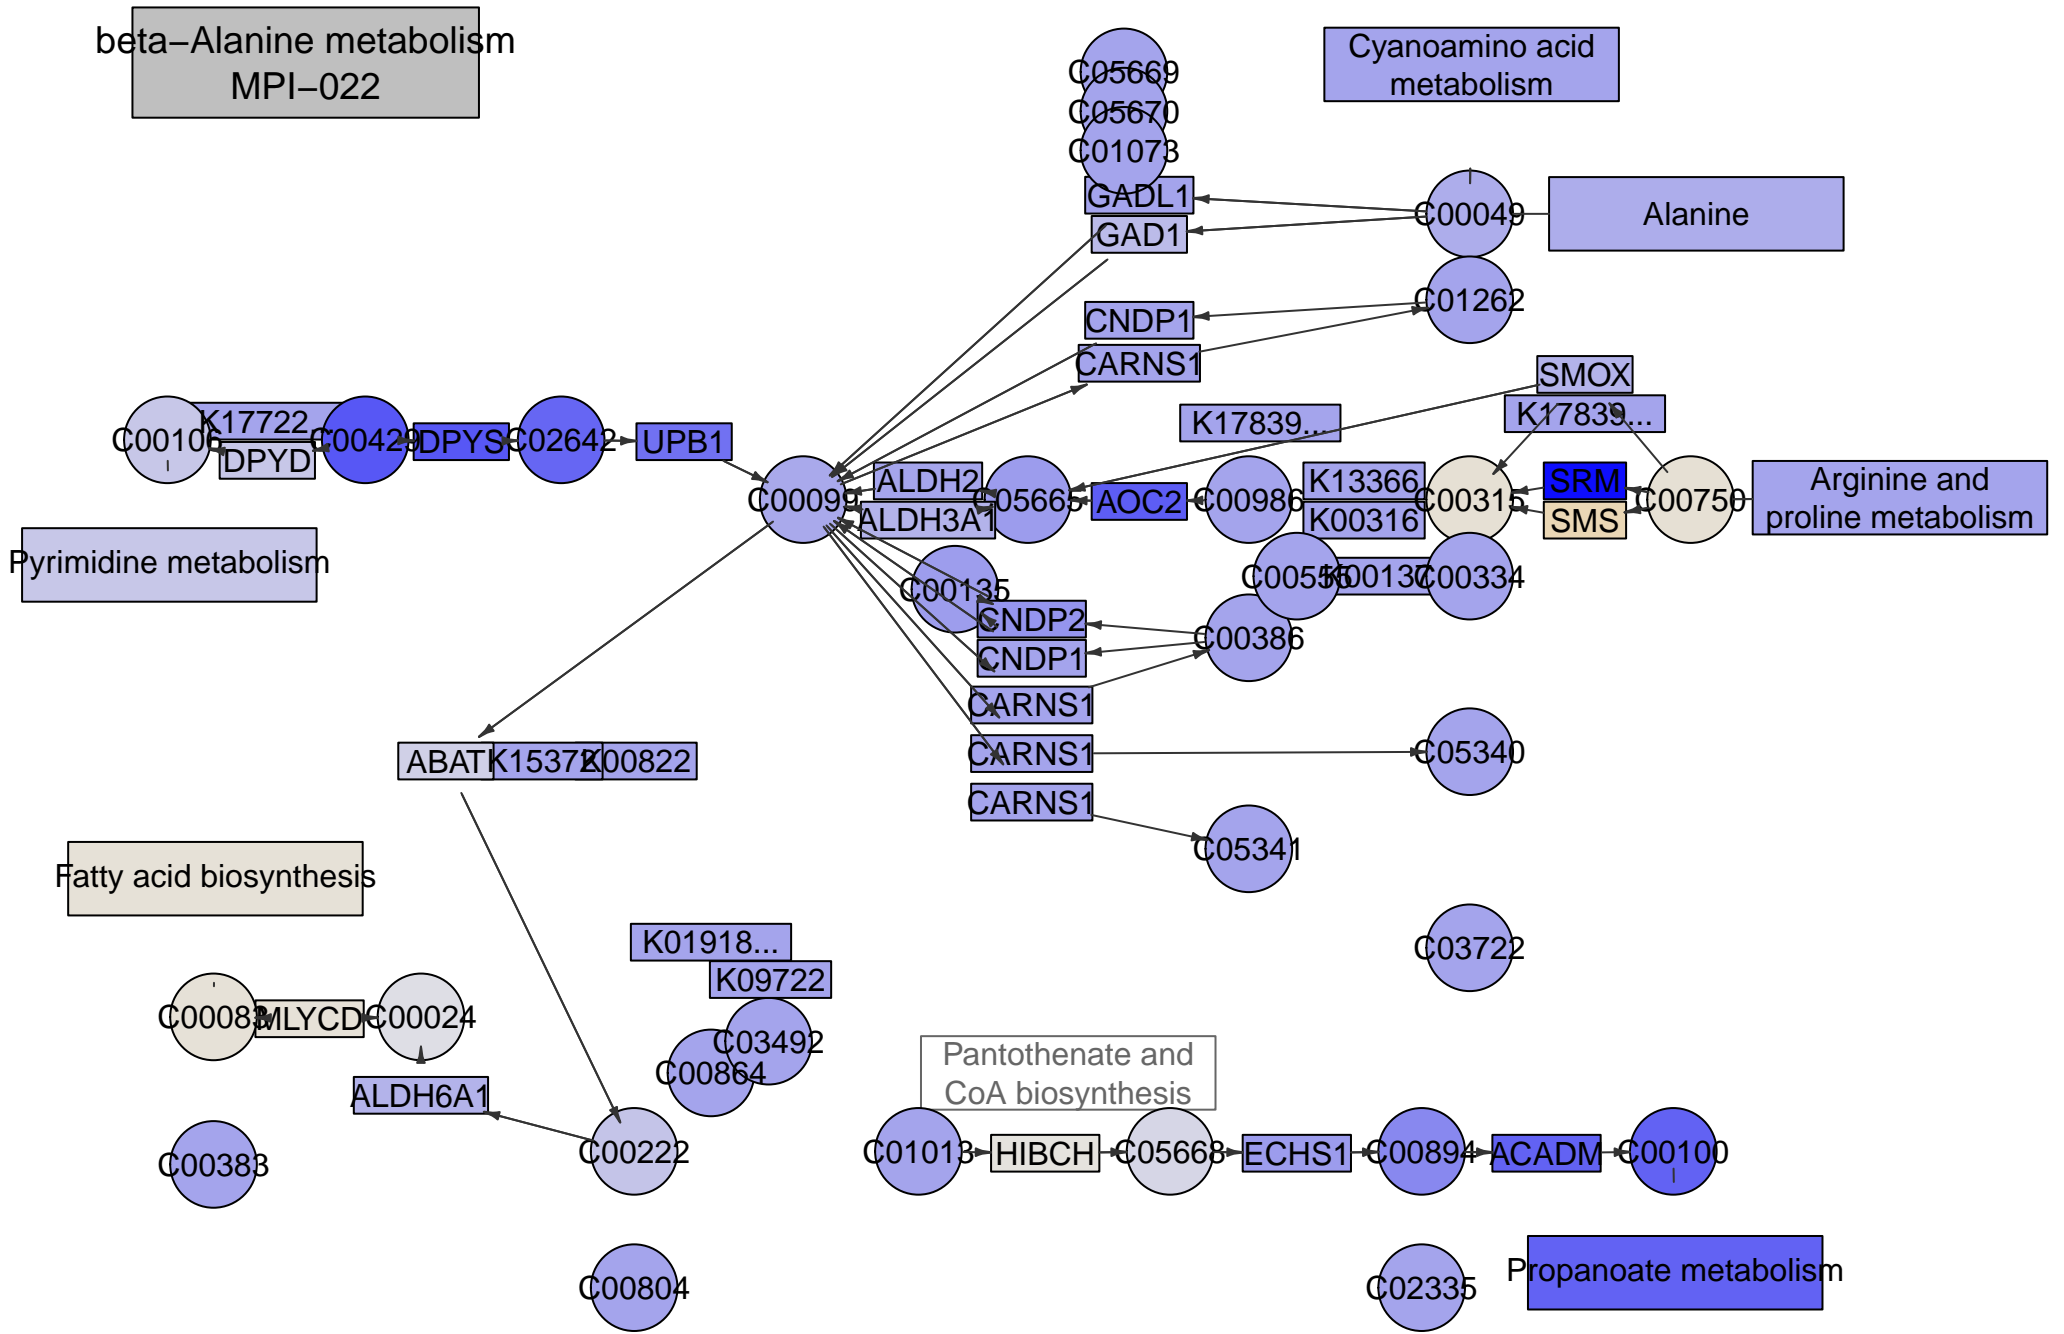 beta−Alanine metabolism
MPI−022
C05669
C05670
C01073
Cyanoamino acid
metabolism
GADL1
GAD1
C00049
Alanine
C01262
CNDP1
CARNS1
SMOX
K17839...
K17839...
C00106
K17722...
DPYD
C00429
DPYS
C02642
UPB1
C00099
ALDH2
ALDH3A1
C05665
AOC2
C00986
K13366
K00316
C00315
SRM
SMS
C00750
Arginine and
proline metabolism
Pyrimidine metabolism
C00135
C00555
K00137
C00334
CNDP2
CNDP1
C00386
CARNS1
CARNS1
CARNS1
C05340
C05341
ABAT
K15372
K00822
Fatty acid biosynthesis
K01918...
K09722
C03722
C00083
MLYCD
C00024
C03492
C00864
ALDH6A1
Pantothenate and
CoA biosynthesis
C00383
C00222
C01013
HIBCH
C05668
ECHS1
C00894
ACADM
C00100
C00804
C02335
Propanoate metabolism